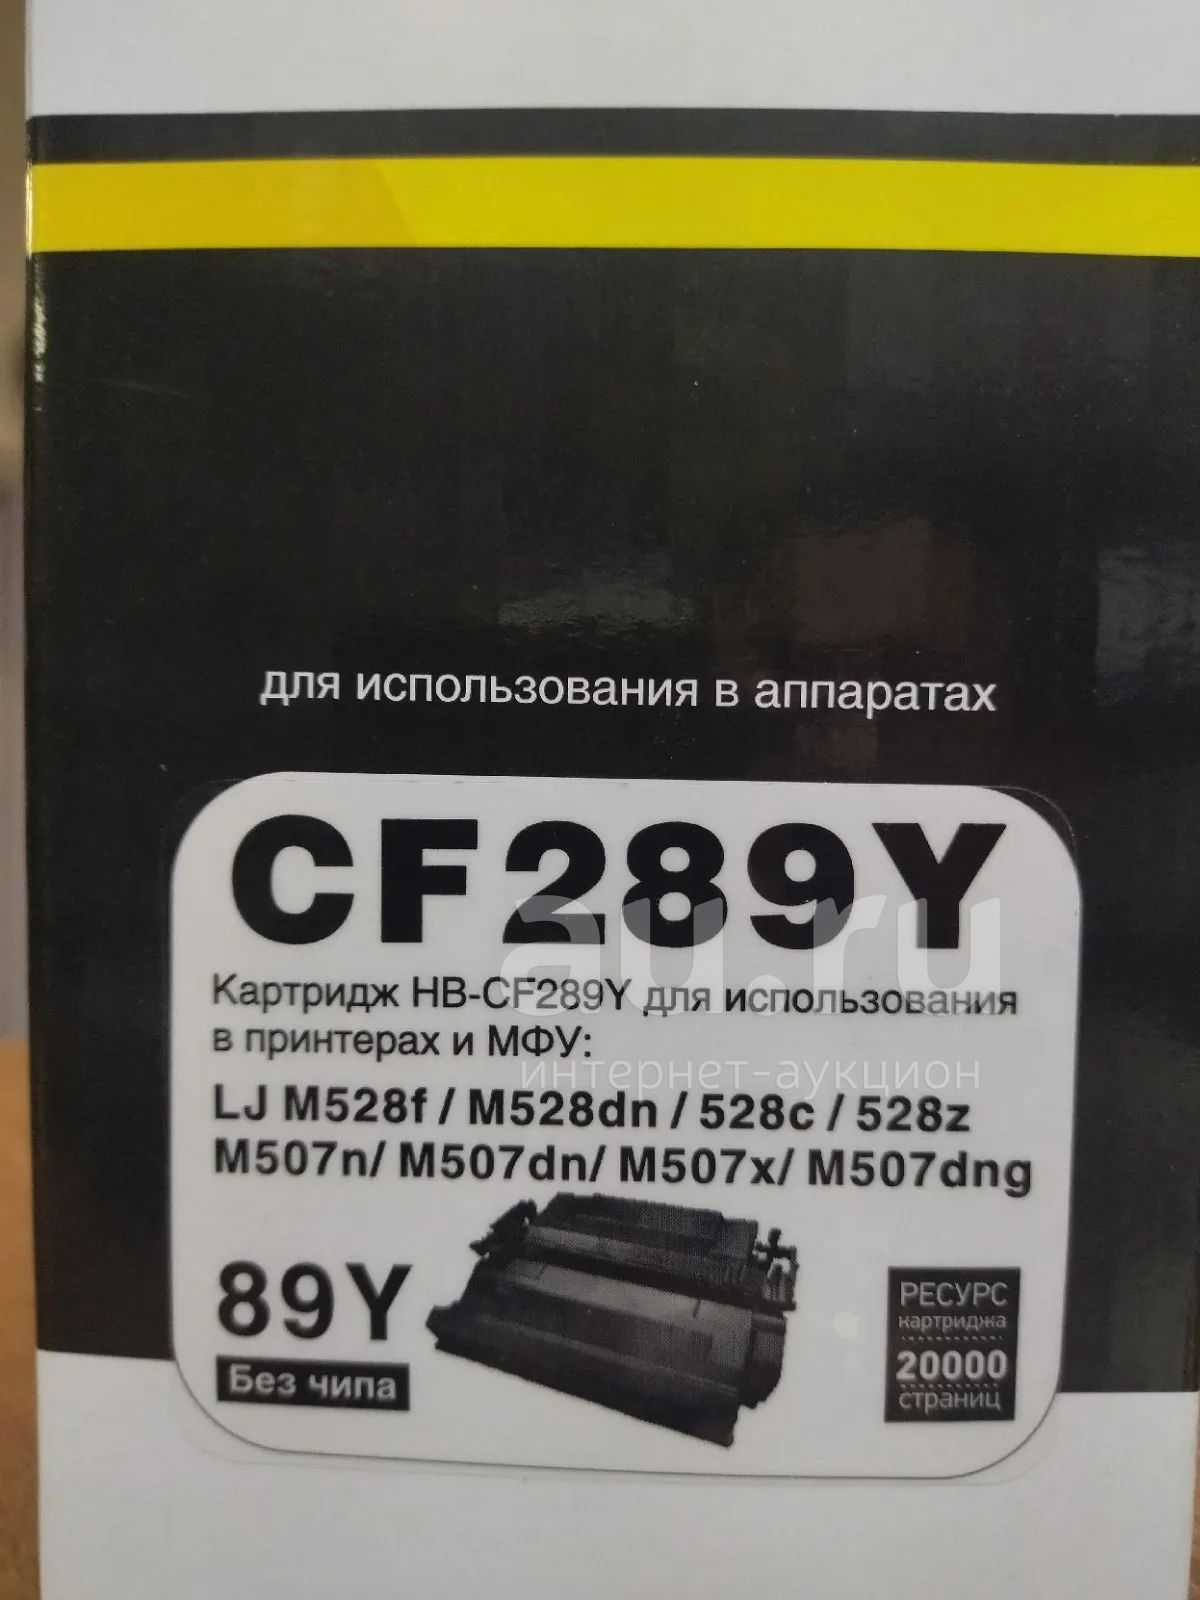 для использования в аппаратах
CF289Y
Картридж HB-CF289Y для использования
в принтерах и МФУ:
LJ M528f / M528dn / 528c / 528z
M507n/ M507dn/ M507x/ M507dng
89Y
Без чипа
РЕСУРС
картриджа
20000
страниц
au.ru
интернет-аукцион